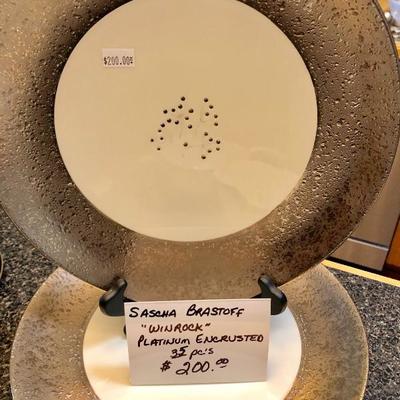 $200.00
SASCHA BRASTOFF
"WINROCK"
PLATINUM ENCRUSTED
35 pc's
$200.00